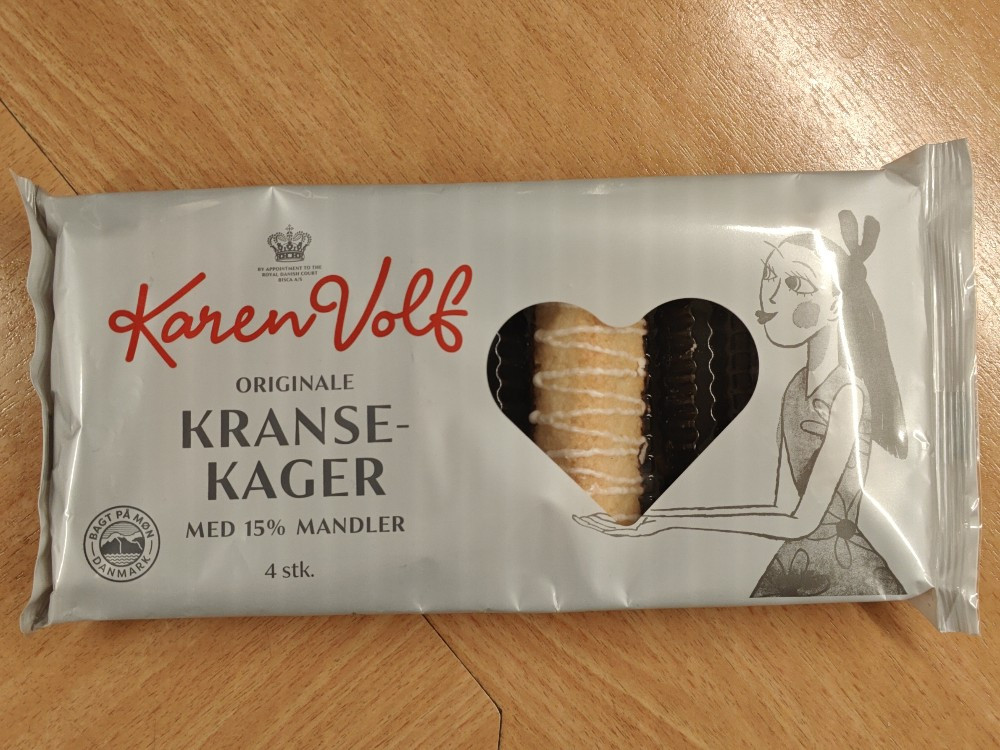 BY APPOINTMENT TO THE
ROYAL DANISH COURT
BISCA A/S
Karen Volf
ORIGINALE
KRANSE-
KAGER
MED 15% MANDLER
4 stk.
BAGT PÅ MØN
DANMARK